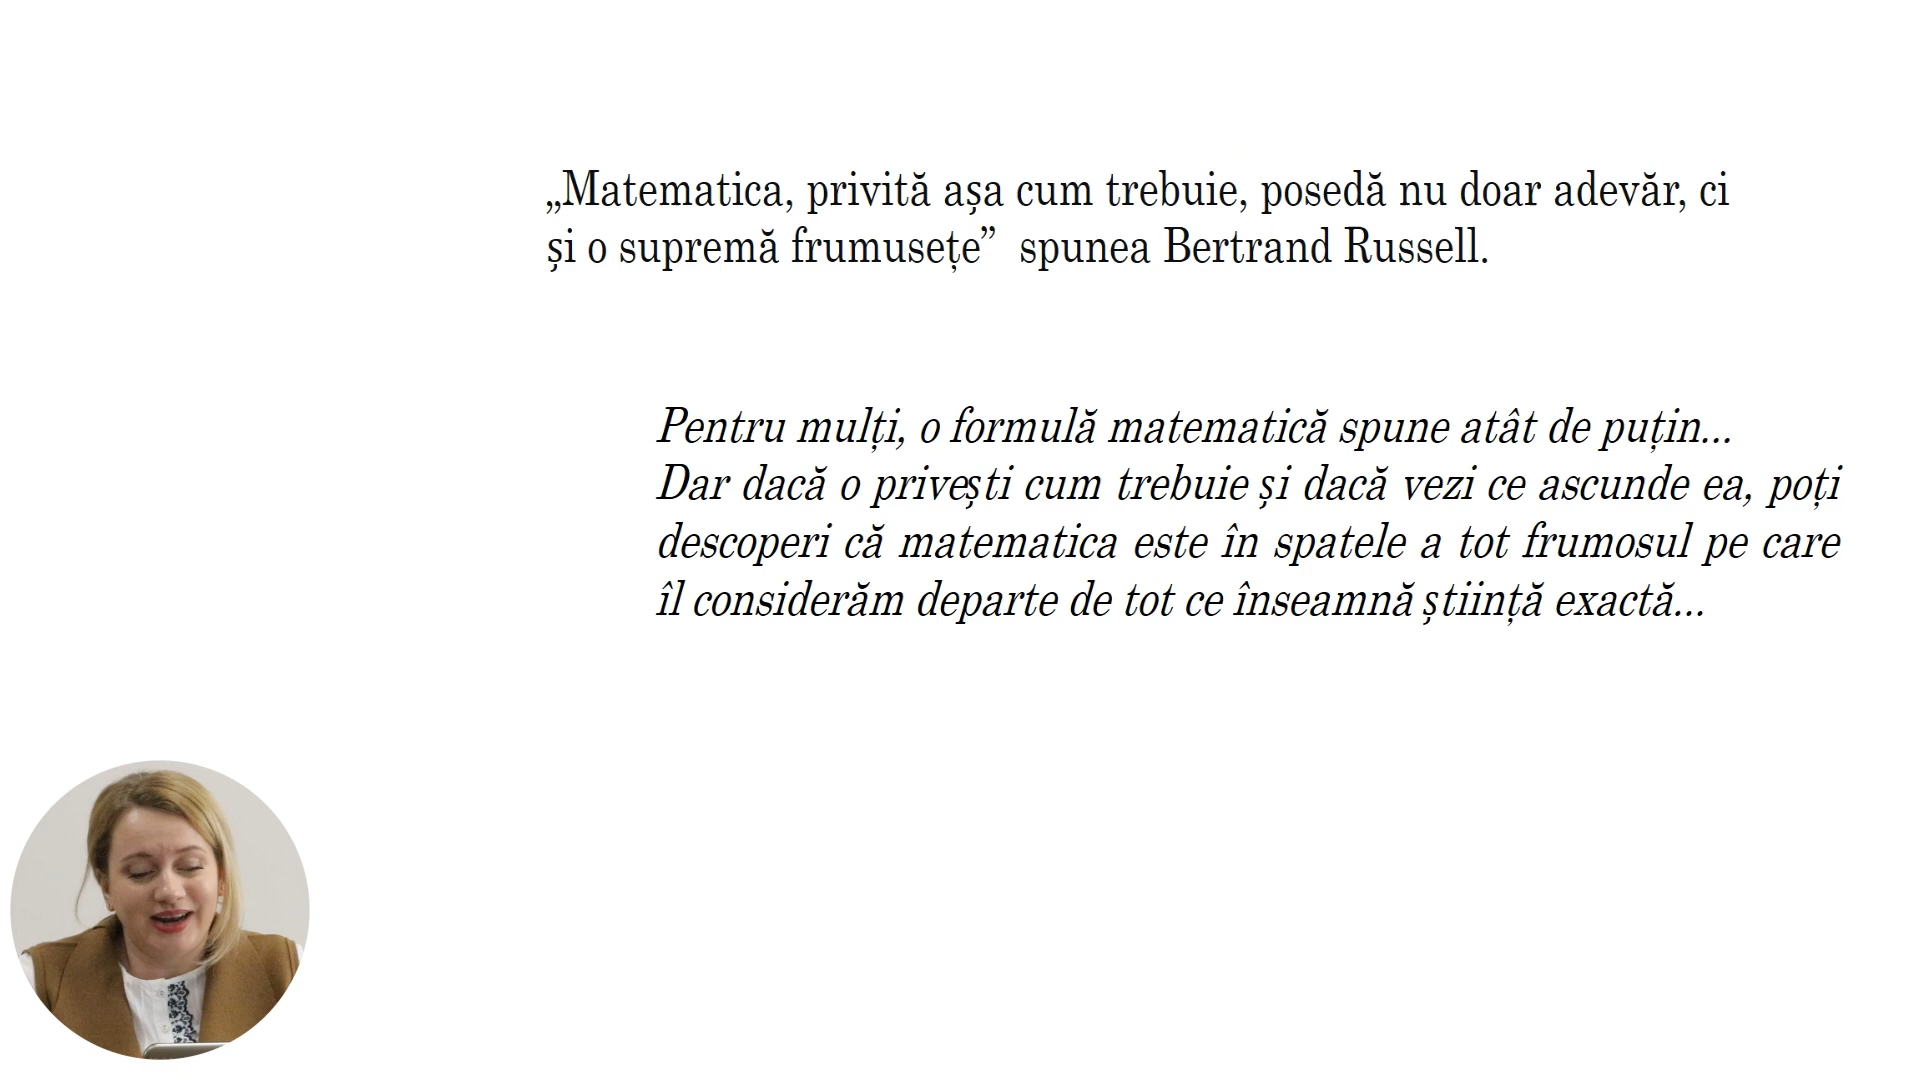 „Matematica, privită așa cum trebuie, posedă nu doar adevăr, ci
și o supremă frumusețe” spunea Bertrand Russell.
Pentru mulți, o formulă matematică spune atât de puțin...
Dar dacă o privești cum trebuie și dacă vezi ce ascunde ea, poți
descoperi că matematica este în spatele a tot frumosul pe care
îl considerăm departe de tot ce înseamnă știință exactă...